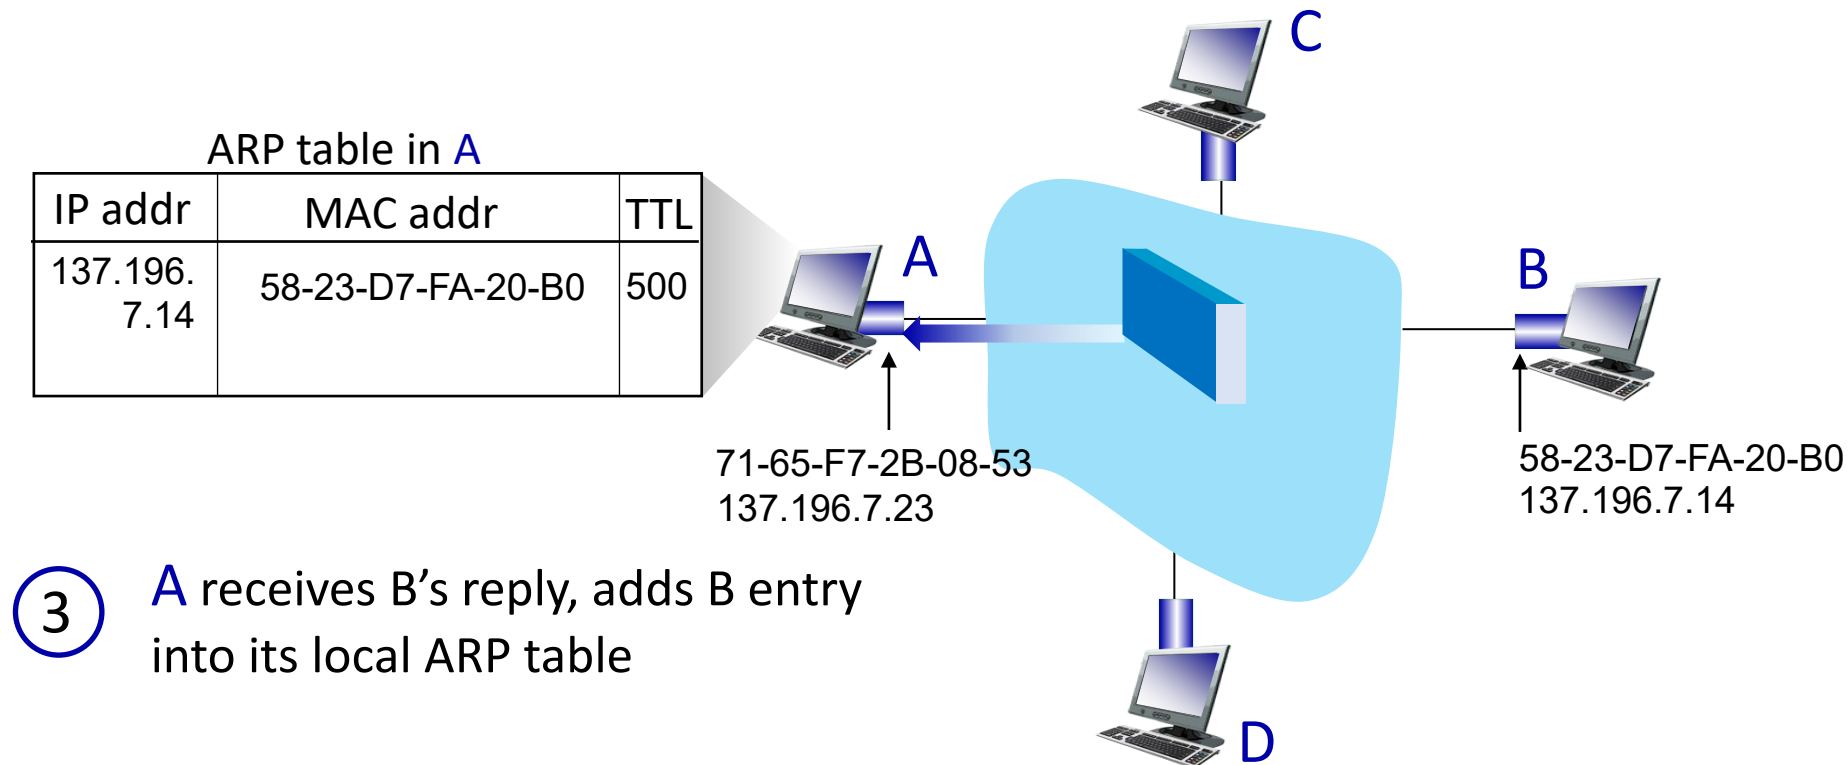 C
ARP table in A
IP addr MAC addr TTL
137.196.
7.14
58-23-D7-FA-20-B0 500
A
B
71-65-F7-2B-08-53
137.196.7.23
58-23-D7-FA-20-B0
137.196.7.14
3
A receives B’s reply, adds B entry
into its local ARP table
D